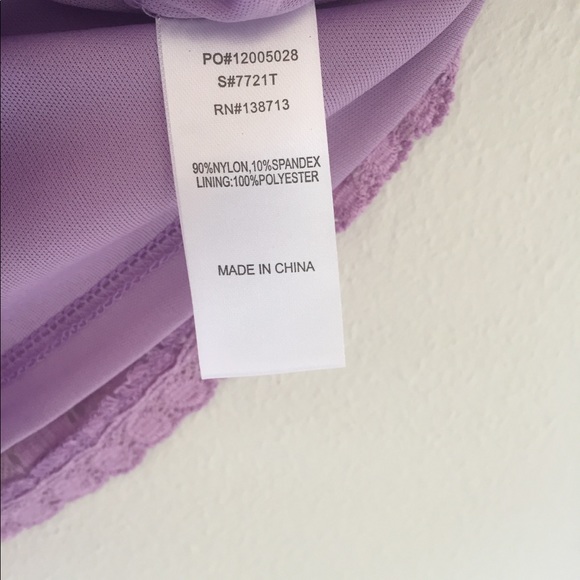 PO#12005028
S#7721T
RN#138713
90%NYLON,10%SPANDEX
LINING:100%POLYESTER
MADE IN CHINA